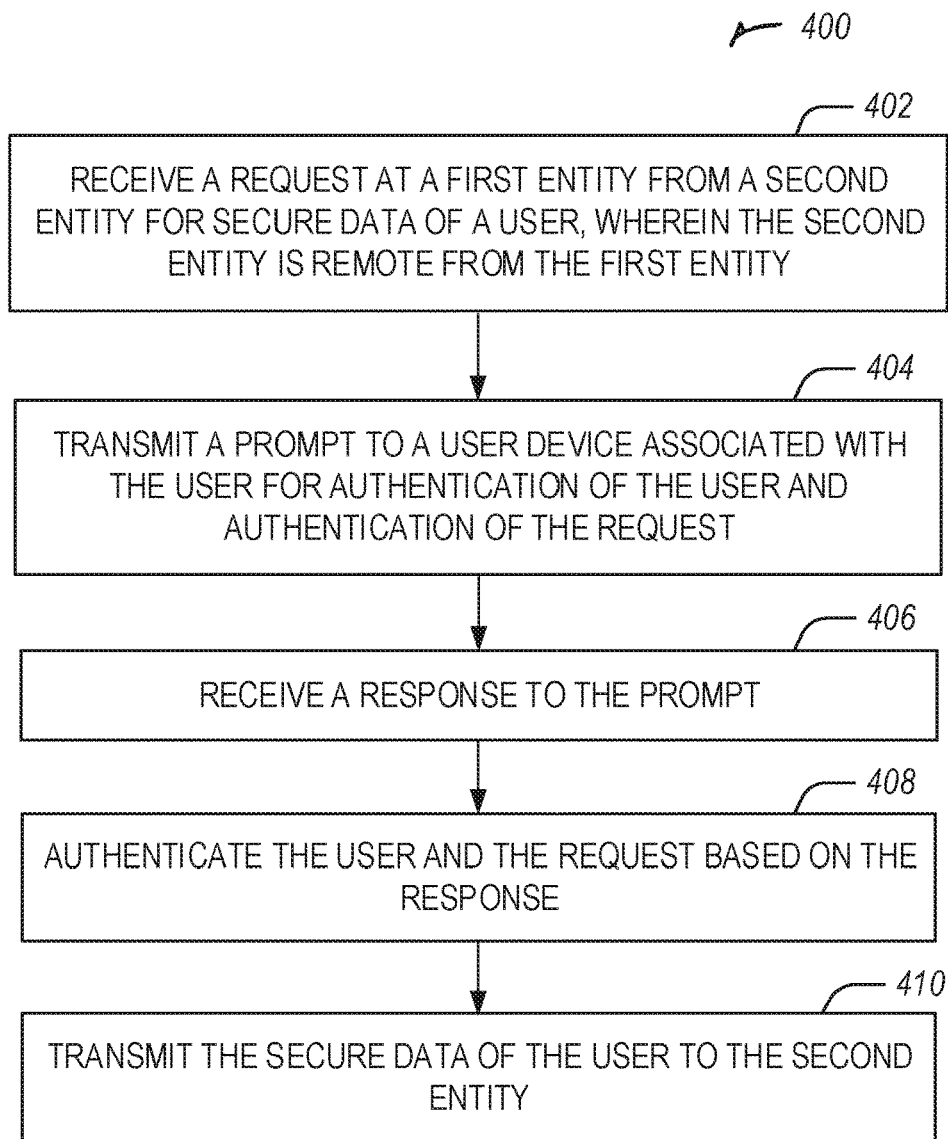 400
402
RECEIVE A REQUEST AT A FIRST ENTITY FROM A SECOND
ENTITY FOR SECURE DATA OF A USER, WHEREIN THE SECOND
ENTITY IS REMOTE FROM THE FIRST ENTITY
404
TRANSMIT A PROMPT TO A USER DEVICE ASSOCIATED WITH
THE USER FOR AUTHENTICATION OF THE USER AND
AUTHENTICATION OF THE REQUEST
406
RECEIVE A RESPONSE TO THE PROMPT
408
AUTHENTICATE THE USER AND THE REQUEST BASED ON THE
RESPONSE
410
TRANSMIT THE SECURE DATA OF THE USER TO THE SECOND
ENTITY